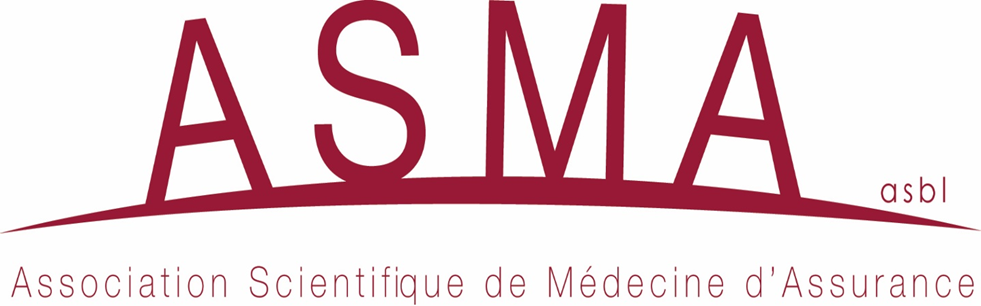 ASMA
asbl
Association Scientifique de Médecine d'Assurance